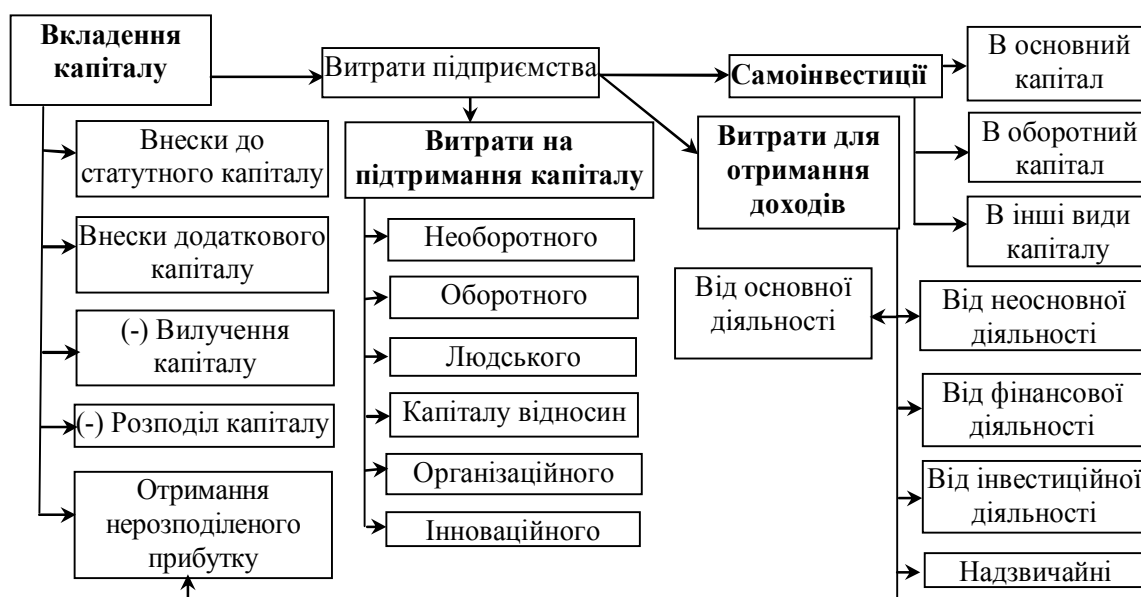 Вкладення
капіталу
Внески до
статутного капіталу
Внески додаткового
капіталу
(-) Вилучення
капіталу
(-) Розподіл капіталу
Отримання
нерозподіленого
прибутку
Витрати підприємства
Витрати на
підтримання капіталу
Необоротного
Оборотного
Людського
Капіталу відносин
Організаційного
Інноваційного
Самоінвестиції
В основний
капітал
В оборотний
капітал
В інші види
капіталу
Витрати для
отримання
доходів
Від основної
діяльності
Від неосновної
діяльності
Від фінансової
діяльності
Від інвестиційної
діяльності
Надзвичайні